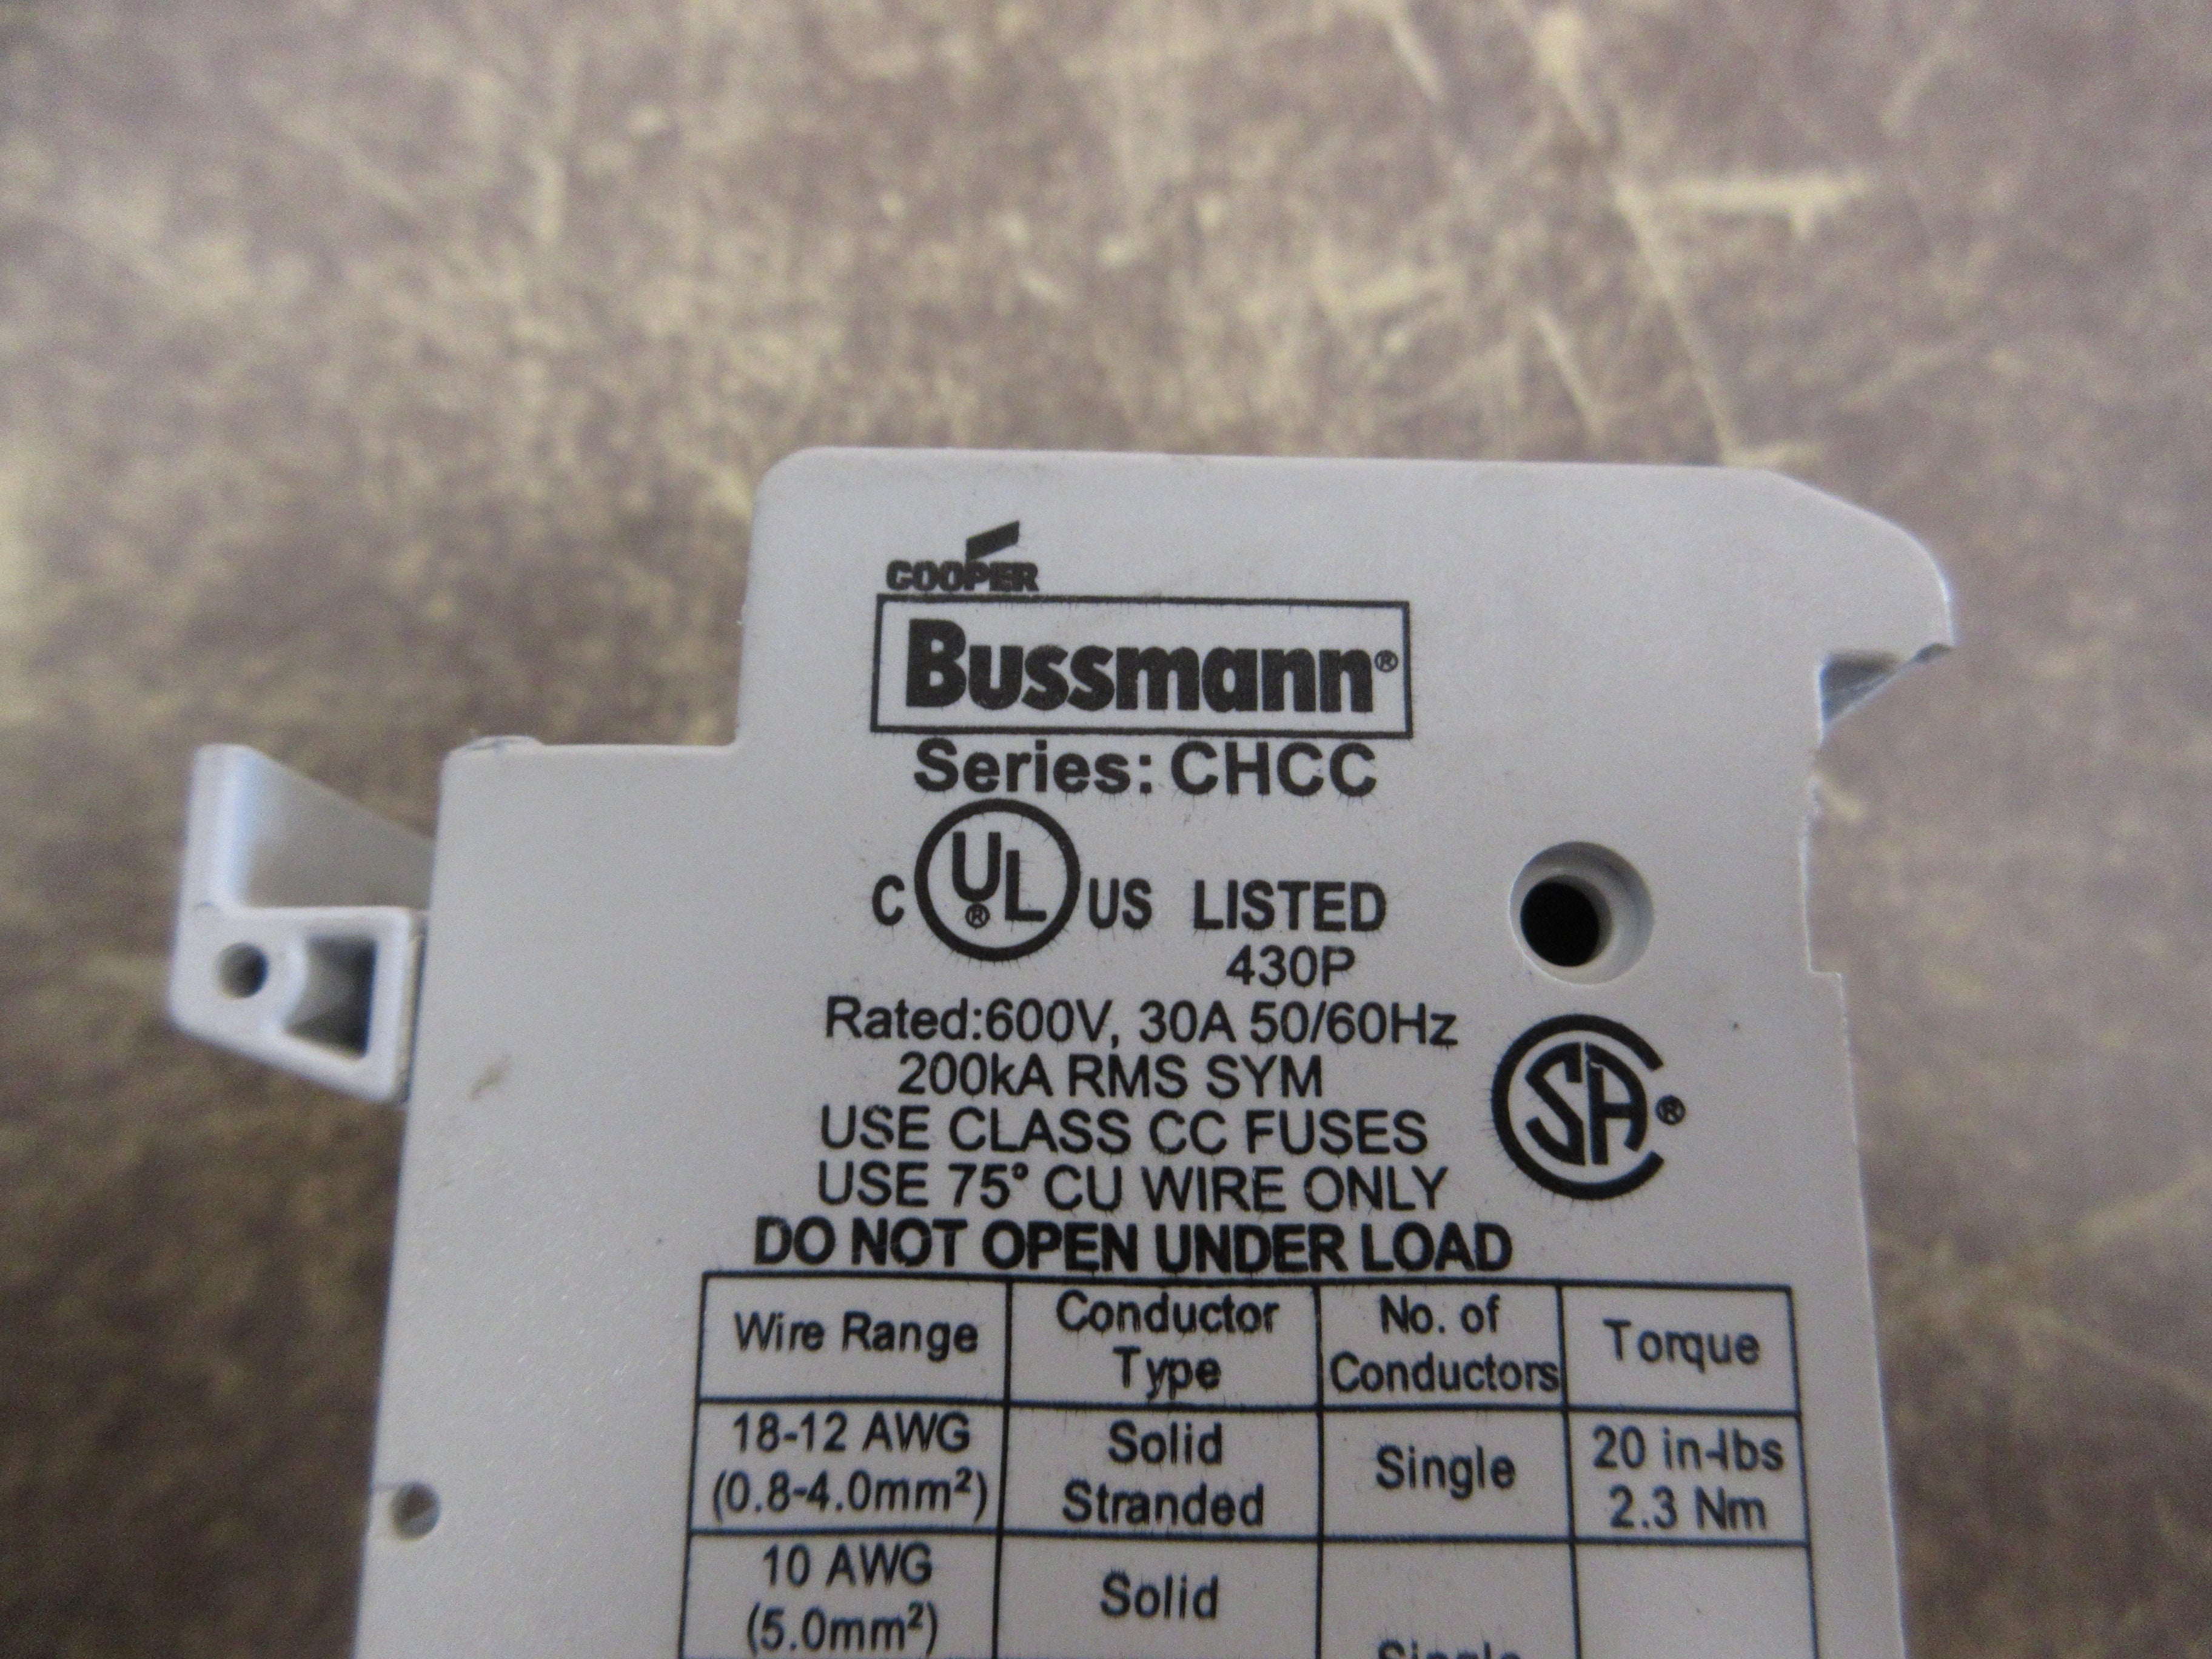 COOPER
Bussmann®
Series: CHCC
C UL® US LISTED
430P
Rated:600V, 30A 50/60Hz
200kA RMS SYM
SA®
USE CLASS CC FUSES
USE 75° CU WIRE ONLY
DO NOT OPEN UNDER LOAD
Wire Range Conductor Type No. of Conductors Torque
18-12 AWG (0.8-4.0mm²) Solid Stranded Single 20 in-lbs 2.3 Nm
10 AWG (5.0mm²) Solid Single